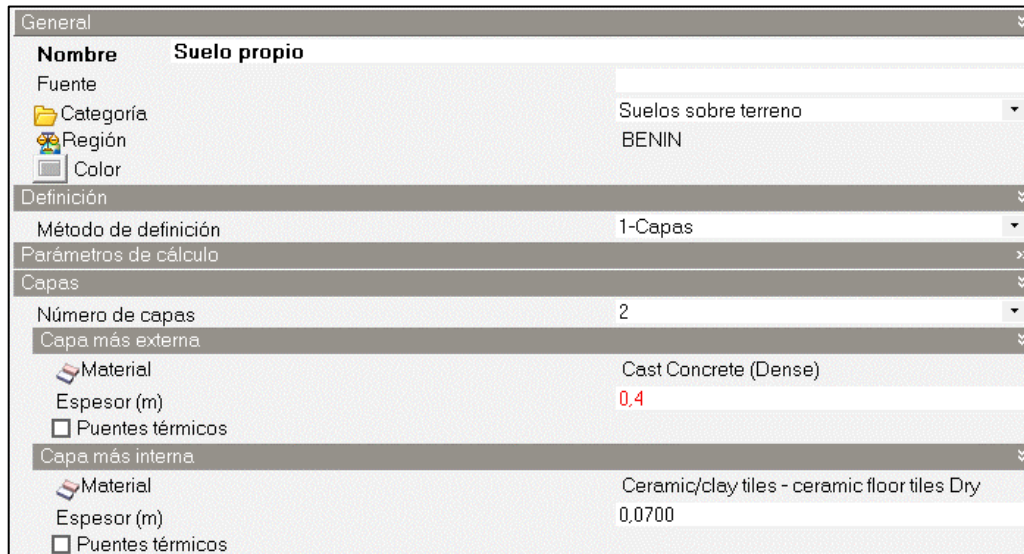 General
Nombre Suelo propio
Fuente
Categoría Suelos sobre terreno
Región BENIN
Color
Definición
Método de definición 1-Capas
Parámetros de cálculo
Capas
Número de capas 2
Capa más externa
Material Cast Concrete (Dense)
Espesor (m) 0,4
Puentes térmicos
Capa más interna
Material Ceramic/clay tiles - ceramic floor tiles Dry
Espesor (m) 0,0700
Puentes térmicos